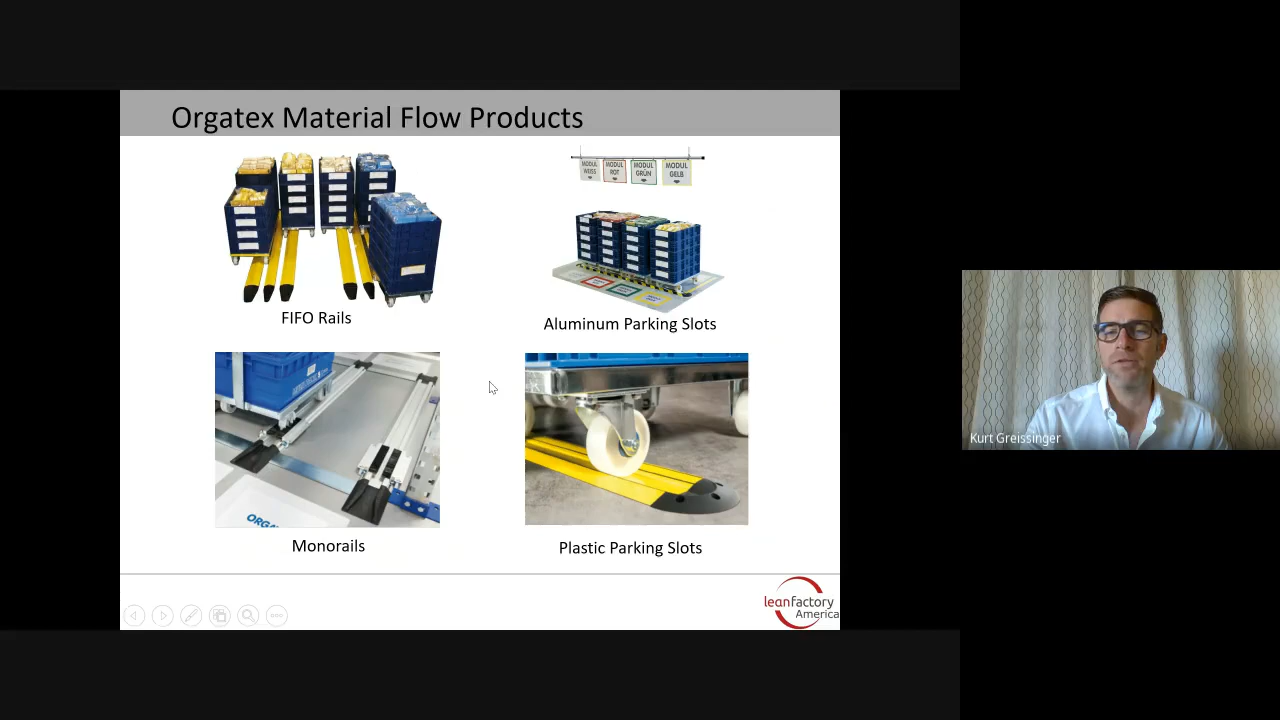 Orgatex Material Flow Products
MODUL
WEISS
MODUL
ROT
MODUL
GRÜN
MODUL
GELB
FIFO Rails
Aluminum Parking Slots
ORGA
Monorails
Plastic Parking Slots
leanfactory
America
Kurt Greissinger